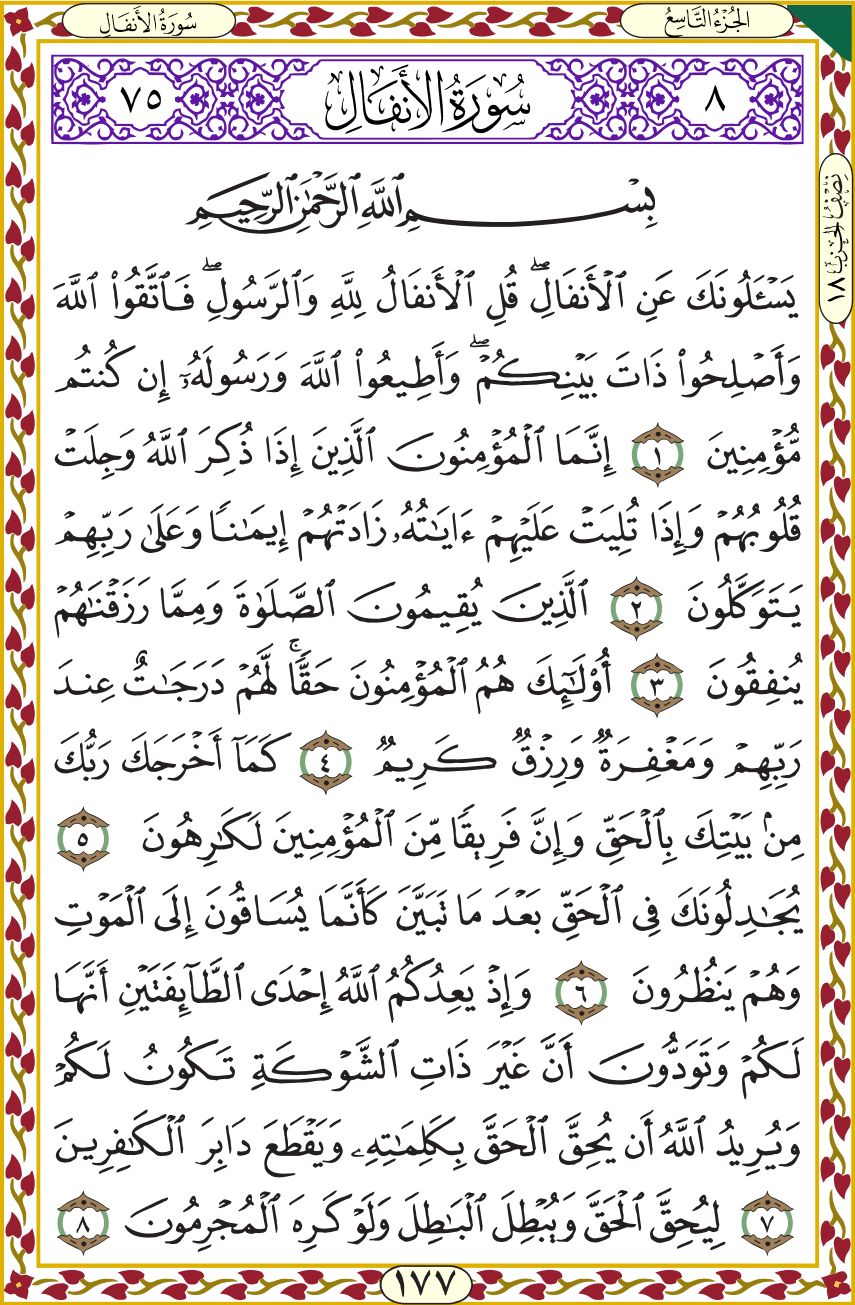 الجُزْءُ التَّاسِعُ
سُورَةُ الأَنفَالِ
٨
سُورَةُ الأَنفَالِ
٧٥
نِصْفُ الحِزْبِ ١٨
بِسْمِ ٱللَّهِ ٱلرَّحْمَٰنِ ٱلرَّحِيمِ
يَسْـَٔلُونَكَ عَنِ ٱلْأَنفَالِۖ قُلِ ٱلْأَنفَالُ لِلَّهِ وَٱلرَّسُولِۖ فَٱتَّقُوا۟ ٱللَّهَ
وَأَصْلِحُوا۟ ذَاتَ بَيْنِكُمْۖ وَأَطِيعُوا۟ ٱللَّهَ وَرَسُولَهُۥٓ إِن كُنتُم
مُّؤْمِنِينَ ١ إِنَّمَا ٱلْمُؤْمِنُونَ ٱلَّذِينَ إِذَا ذُكِرَ ٱللَّهُ وَجِلَتْ
قُلُوبُهُمْ وَإِذَا تُلِيَتْ عَلَيْهِمْ ءَايَٰتُهُۥ زَادَتْهُمْ إِيمَٰنًا وَعَلَىٰ رَبِّهِمْ
يَتَوَكَّلُونَ ٢ ٱلَّذِينَ يُقِيمُونَ ٱلصَّلَوٰةَ وَمِمَّا رَزَقْنَٰهُمْ
يُنفِقُونَ ٣ أُو۟لَٰٓئِكَ هُمُ ٱلْمُؤْمِنُونَ حَقًّاۚ لَّهُمْ دَرَجَٰتٌ عِندَ
رَبِّهِمْ وَمَغْفِرَةٌ وَرِزْقٌ كَرِيمٌ ٤ كَمَآ أَخْرَجَكَ رَبُّكَ
مِنۢ بَيْتِكَ بِٱلْحَقِّ وَإِنَّ فَرِيقًا مِّنَ ٱلْمُؤْمِنِينَ لَكَٰرِهُونَ ٥
يُجَٰدِلُونَكَ فِى ٱلْحَقِّ بَعْدَ مَا تَبَيَّنَ كَأَنَّمَا يُسَاقُونَ إِلَى ٱلْمَوْتِ
وَهُمْ يَنظُرُونَ ٦ وَإِذْ يَعِدُكُمُ ٱللَّهُ إِحْدَى ٱلطَّآئِفَتَيْنِ أَنَّهَا
لَكُمْ وَتَوَدُّونَ أَنَّ غَيْرَ ذَاتِ ٱلشَّوْكَةِ تَكُونُ لَكُمْ
وَيُرِيدُ ٱللَّهُ أَن يُحِقَّ ٱلْحَقَّ بِكَلِمَٰتِهِۦ وَيَقْطَعَ دَابِرَ ٱلْكَٰفِرِينَ
٧ لِيُحِقَّ ٱلْحَقَّ وَيُبْطِلَ ٱلْبَٰطِلَ وَلَوْ كَرِهَ ٱلْمُجْرِمُونَ ٨
١٧٧